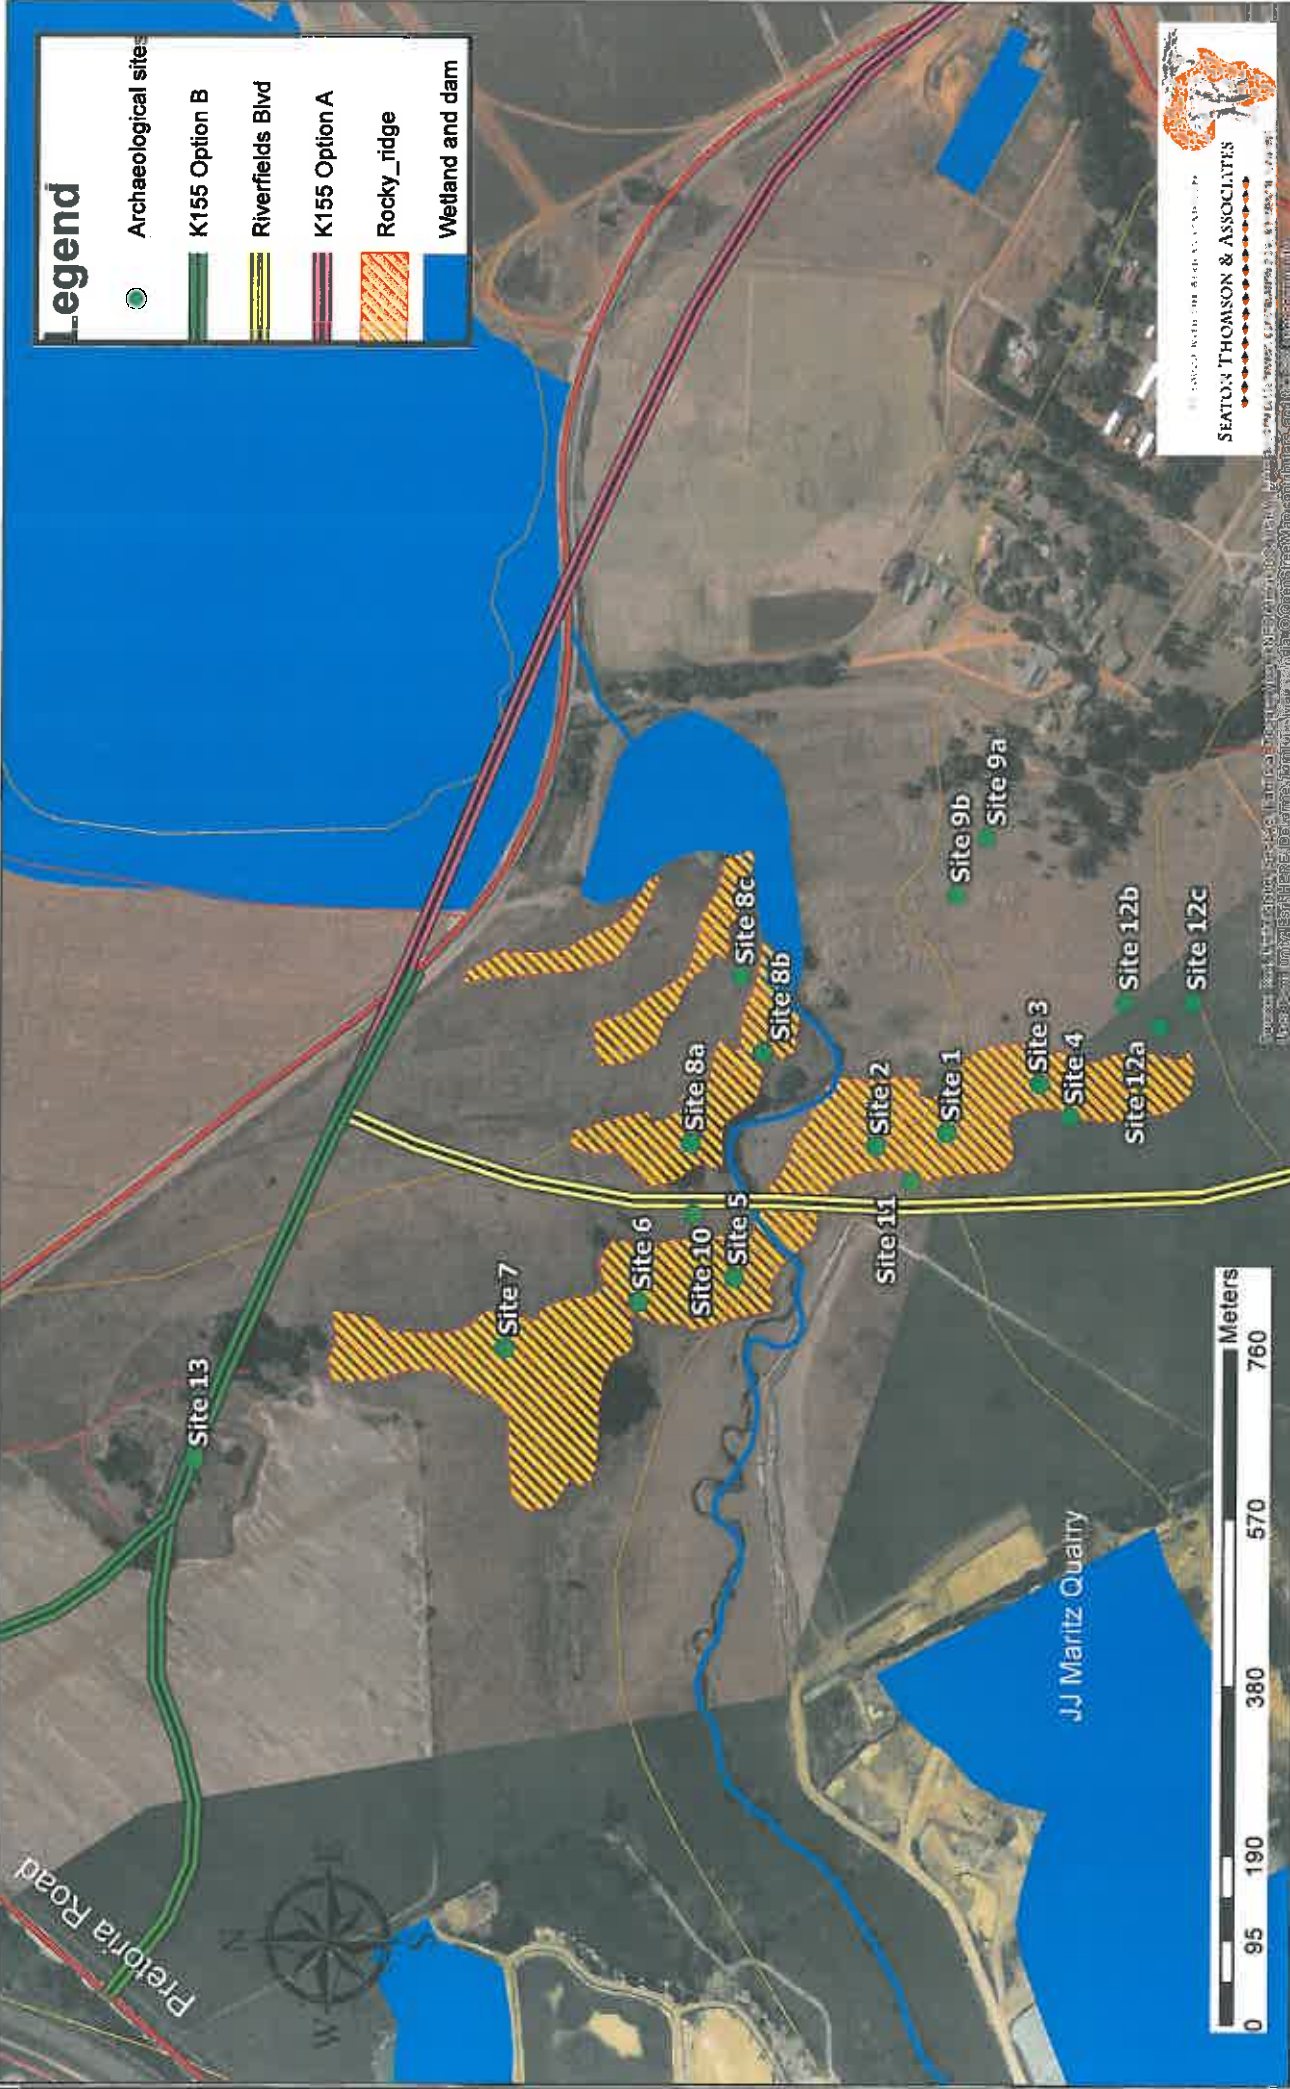 Legend
Archaeological sites
K155 Option B
Riverfields Blvd
K155 Option A
Rocky_ridge
Wetland and dam
Pretoria Road
N
E
S
W
Site 13
Site 7
Site 6
Site 10
Site 5
Site 8a
Site 8b
Site 8c
Site 2
Site 11
Site 1
Site 3
Site 4
Site 9b
Site 9a
Site 12a
Site 12b
Site 12c
JJ Maritz Quarry
0 95 190 380 570 760
Meters
SEATON THOMSON & ASSOCIATES